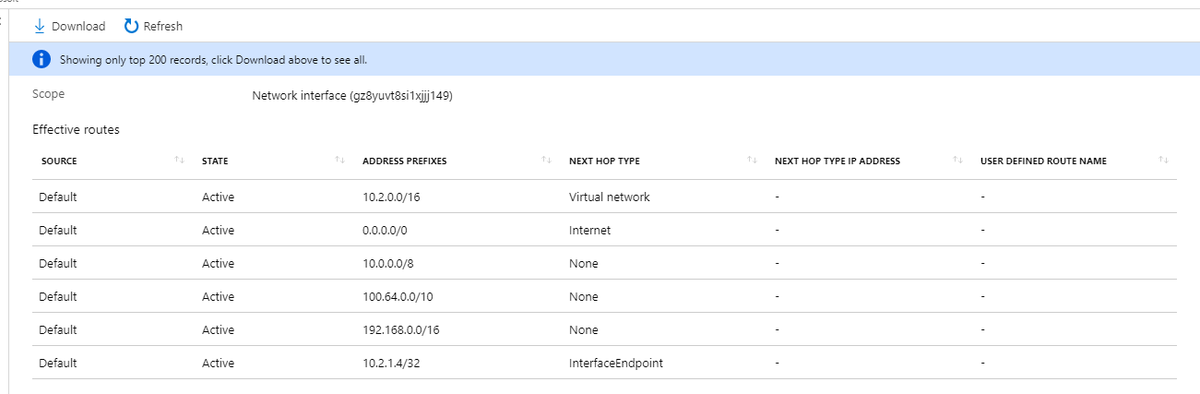 Download Refresh
Showing only top 200 records, click Download above to see all.
Scope Network interface (gz8yuvt8si1xjjj149)
Effective routes
SOURCE STATE ADDRESS PREFIXES NEXT HOP TYPE NEXT HOP TYPE IP ADDRESS USER DEFINED ROUTE NAME
Default Active 10.2.0.0/16 Virtual network - -
Default Active 0.0.0.0/0 Internet - -
Default Active 10.0.0.0/8 None - -
Default Active 100.64.0.0/10 None - -
Default Active 192.168.0.0/16 None - -
Default Active 10.2.1.4/32 InterfaceEndpoint - -